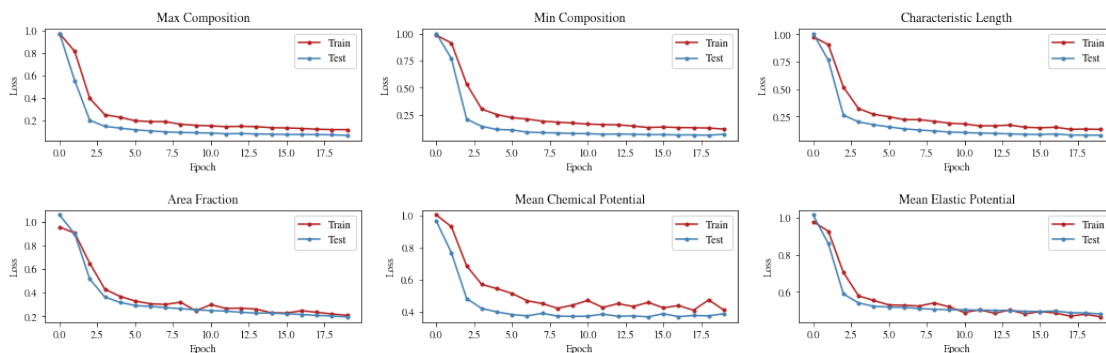 Max Composition
Min Composition
Characteristic Length
1.0
0.8
0.6
0.4
0.2
Loss
Train
Test
0.0 2.5 5.0 7.5 10.0 12.5 15.0 17.5
Epoch
1.00
0.75
0.50
0.25
Loss
Train
Test
0.0 2.5 5.0 7.5 10.0 12.5 15.0 17.5
Epoch
1.00
0.75
0.50
0.25
Loss
Train
Test
0.0 2.5 5.0 7.5 10.0 12.5 15.0 17.5
Epoch
Area Fraction
Mean Chemical Potential
Mean Elastic Potential
1.0
0.8
0.6
0.4
0.2
Loss
Train
Test
0.0 2.5 5.0 7.5 10.0 12.5 15.0 17.5
Epoch
1.0
0.8
0.6
0.4
Loss
Train
Test
0.0 2.5 5.0 7.5 10.0 12.5 15.0 17.5
Epoch
1.0
0.8
0.6
Loss
Train
Test
0.0 2.5 5.0 7.5 10.0 12.5 15.0 17.5
Epoch